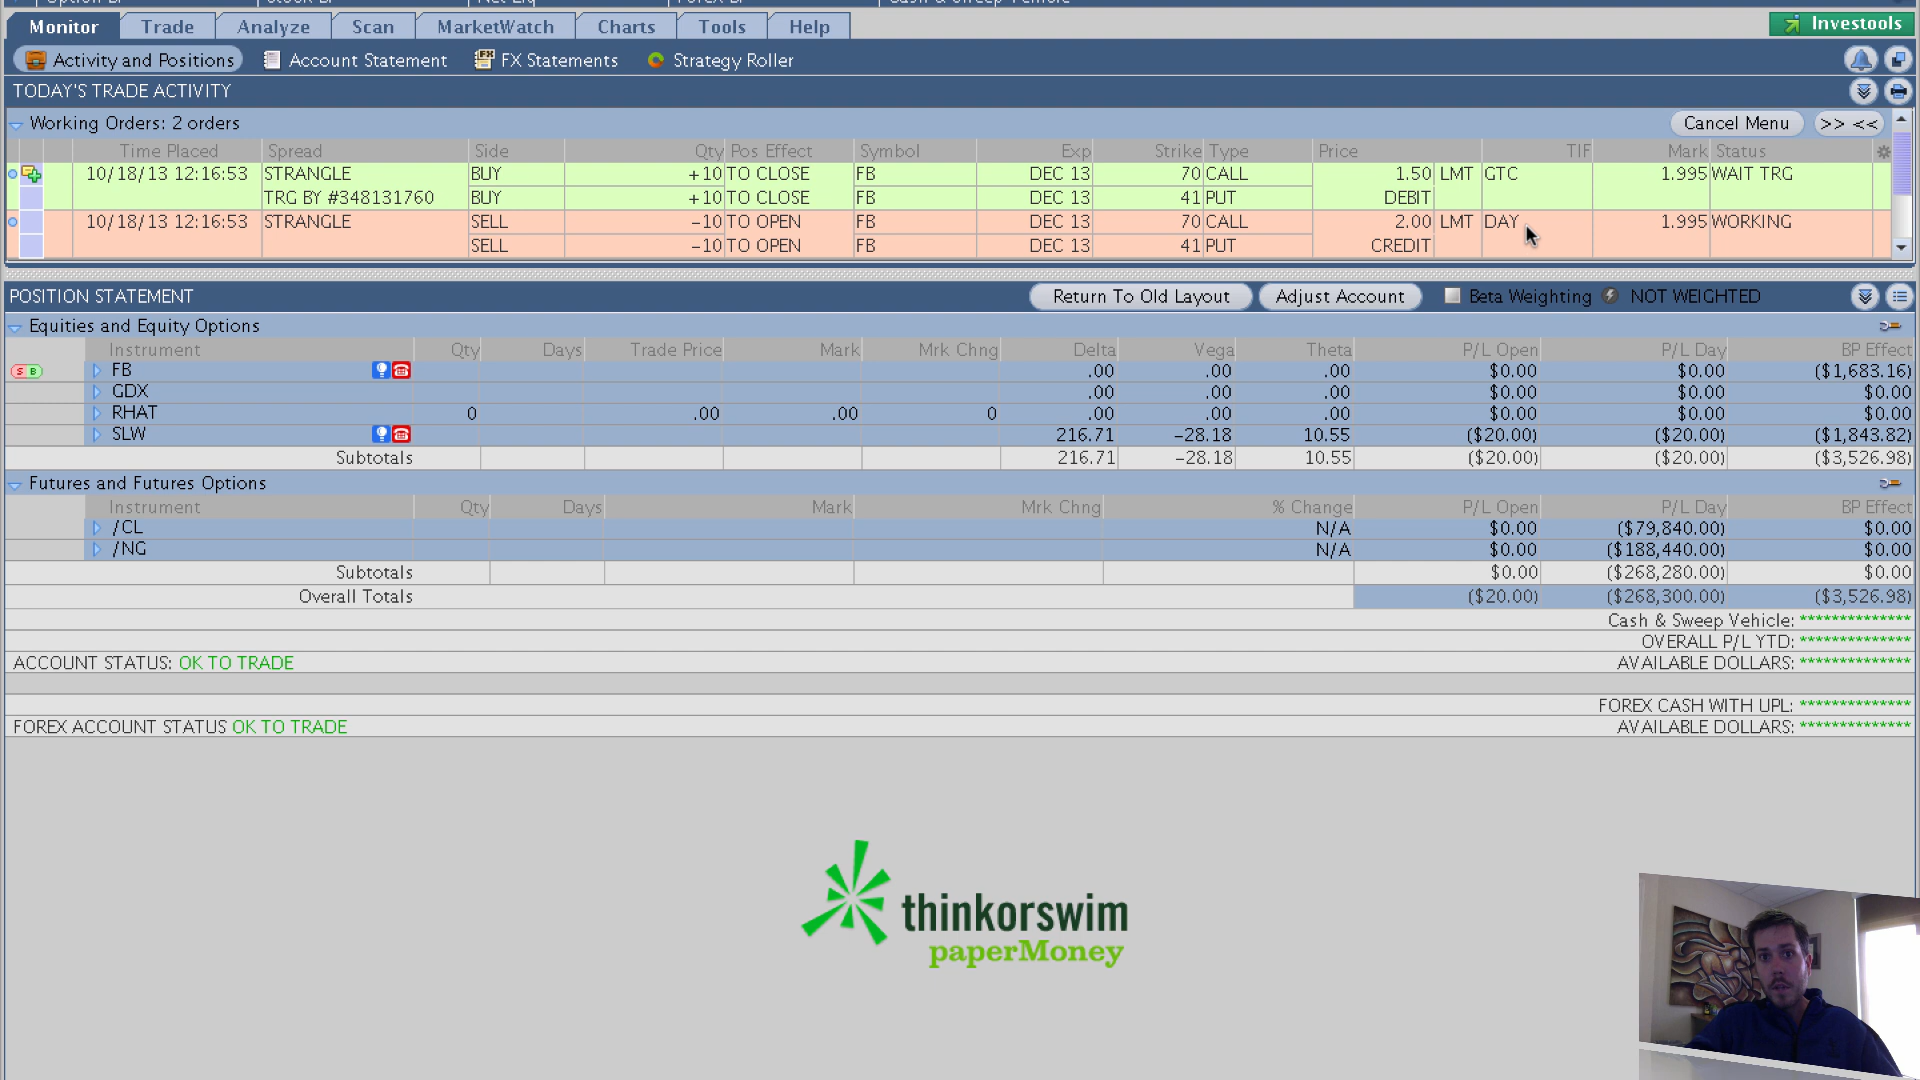 Monitor Trade Analyze Scan MarketWatch Charts Tools Help Investools
Activity and Positions Account Statement FX Statements Strategy Roller
TODAY'S TRADE ACTIVITY
Working Orders: 2 orders Cancel Menu >> <<
Time Placed Spread Side Qty Pos Effect Symbol Exp Strike Type Price TIF Mark Status
10/18/13 12:16:53 STRANGLE BUY +10 TO CLOSE FB DEC 13 70 CALL 1.50 LMT GTC 1.995 WAIT TRG
TRG BY #348131760 BUY +10 TO CLOSE FB DEC 13 41 PUT DEBIT
10/18/13 12:16:53 STRANGLE SELL -10 TO OPEN FB DEC 13 70 CALL 2.00 LMT DAY 1.995 WORKING
SELL -10 TO OPEN FB DEC 13 41 PUT CREDIT
POSITION STATEMENT Return To Old Layout Adjust Account Beta Weighting NOT WEIGHTED
Equities and Equity Options
Instrument Qty Days Trade Price Mark Mrk Chng Delta Vega Theta P/L Open P/L Day BP Effect
S B FB .00 .00 .00 $0.00 $0.00 ($1,683.16)
GDX .00 .00 .00 $0.00 $0.00 $0.00
RHAT 0 .00 .00 0 .00 .00 .00 $0.00 $0.00 $0.00
SLW 216.71 -28.18 10.55 ($20.00) ($20.00) ($1,843.82)
Subtotals 216.71 -28.18 10.55 ($20.00) ($20.00) ($3,526.98)
Futures and Futures Options
Instrument Qty Days Mark Mrk Chng % Change P/L Open P/L Day BP Effect
/CL N/A $0.00 ($79,840.00) $0.00
/NG N/A $0.00 ($188,440.00) $0.00
Subtotals $0.00 ($268,280.00) $0.00
Overall Totals ($20.00) ($268,300.00) ($3,526.98)
Cash & Sweep Vehicle: **************
OVERALL P/L YTD: **************
ACCOUNT STATUS: OK TO TRADE AVAILABLE DOLLARS: **************
FOREX CASH WITH UPL: **************
FOREX ACCOUNT STATUS OK TO TRADE AVAILABLE DOLLARS: **************
thinkorswim
paperMoney